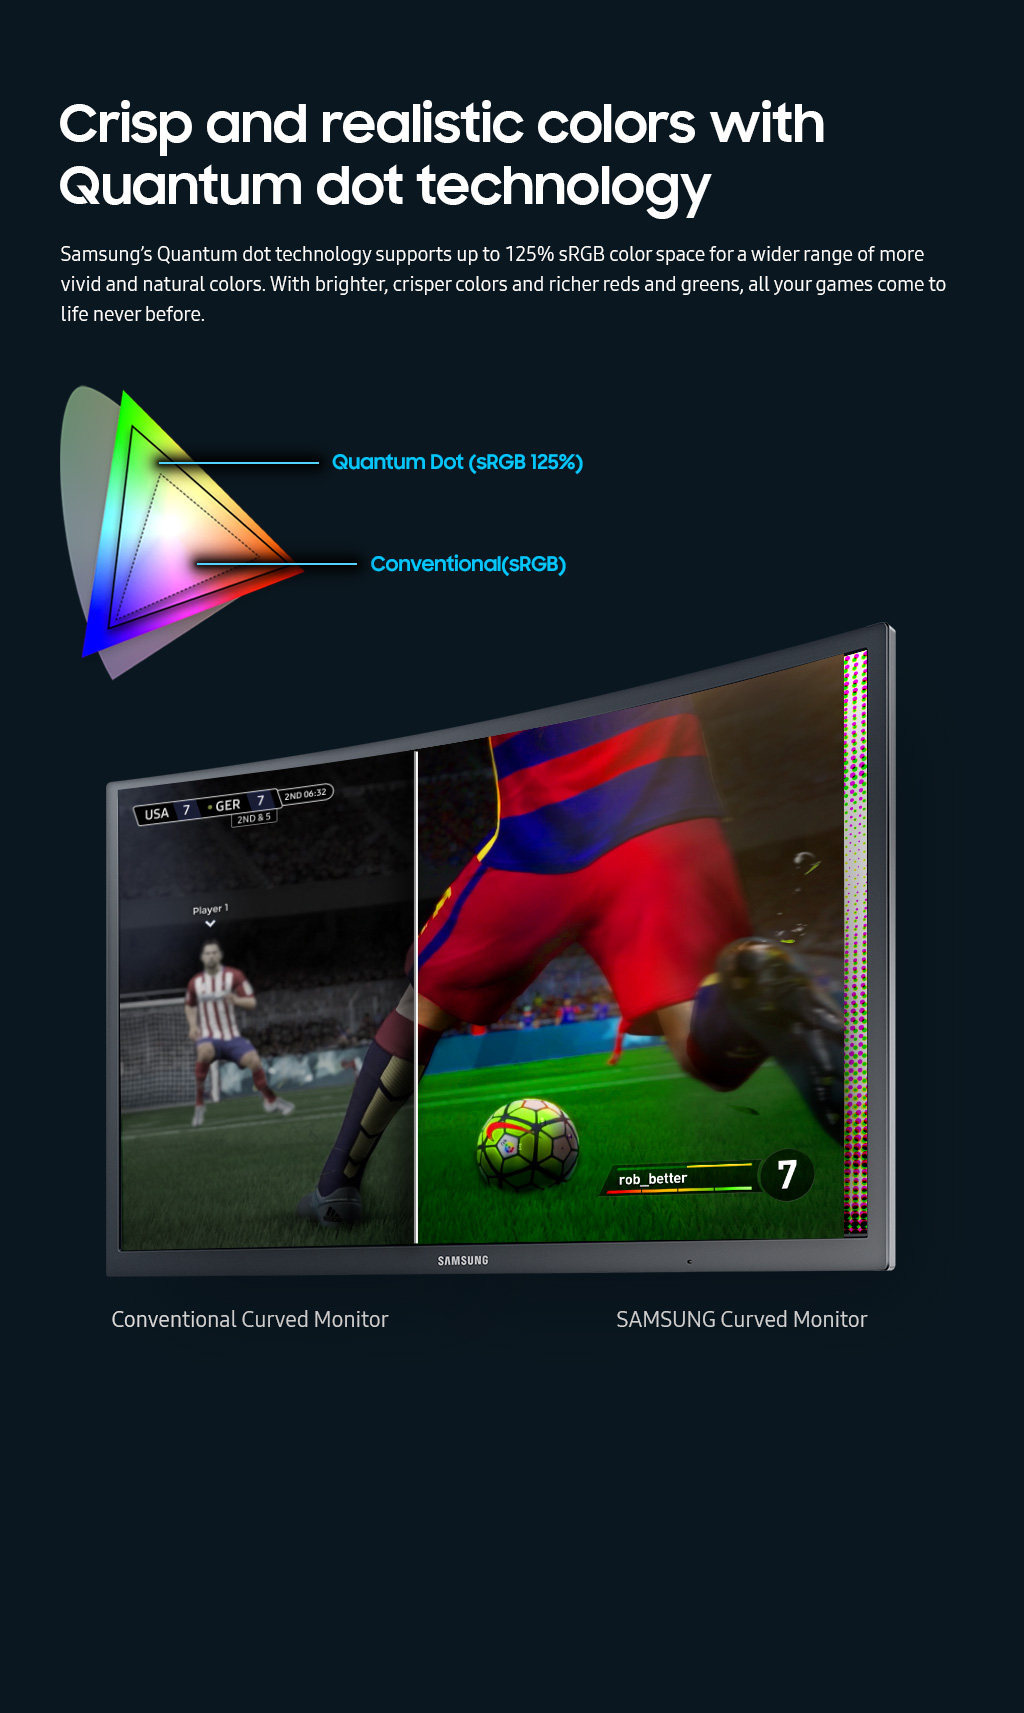 Crisp and realistic colors with
Quantum dot technology
Samsung’s Quantum dot technology supports up to 125% sRGB color space for a wider range of more
vivid and natural colors. With brighter, crisper colors and richer reds and greens, all your games come to
life never before.
Quantum Dot (sRGB 125%)
Conventional(sRGB)
USA 7 GER 7 2ND 06:32
2ND & 5
Player 1
rob_better 7
SAMSUNG
Conventional Curved Monitor
SAMSUNG Curved Monitor